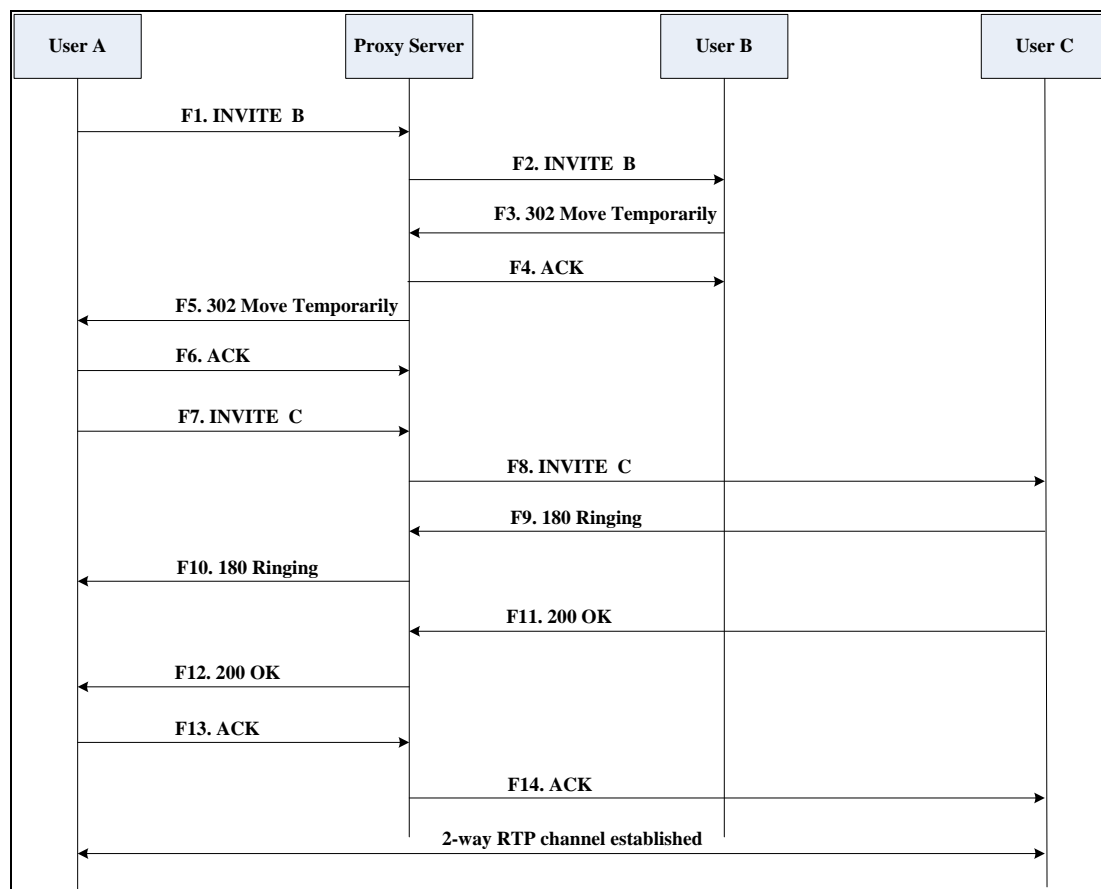 User A
Proxy Server
User B
User C
F1. INVITE B
F2. INVITE B
F3. 302 Move Temporarily
F4. ACK
F5. 302 Move Temporarily
F6. ACK
F7. INVITE C
F8. INVITE C
F9. 180 Ringing
F10. 180 Ringing
F11. 200 OK
F12. 200 OK
F13. ACK
F14. ACK
2-way RTP channel established